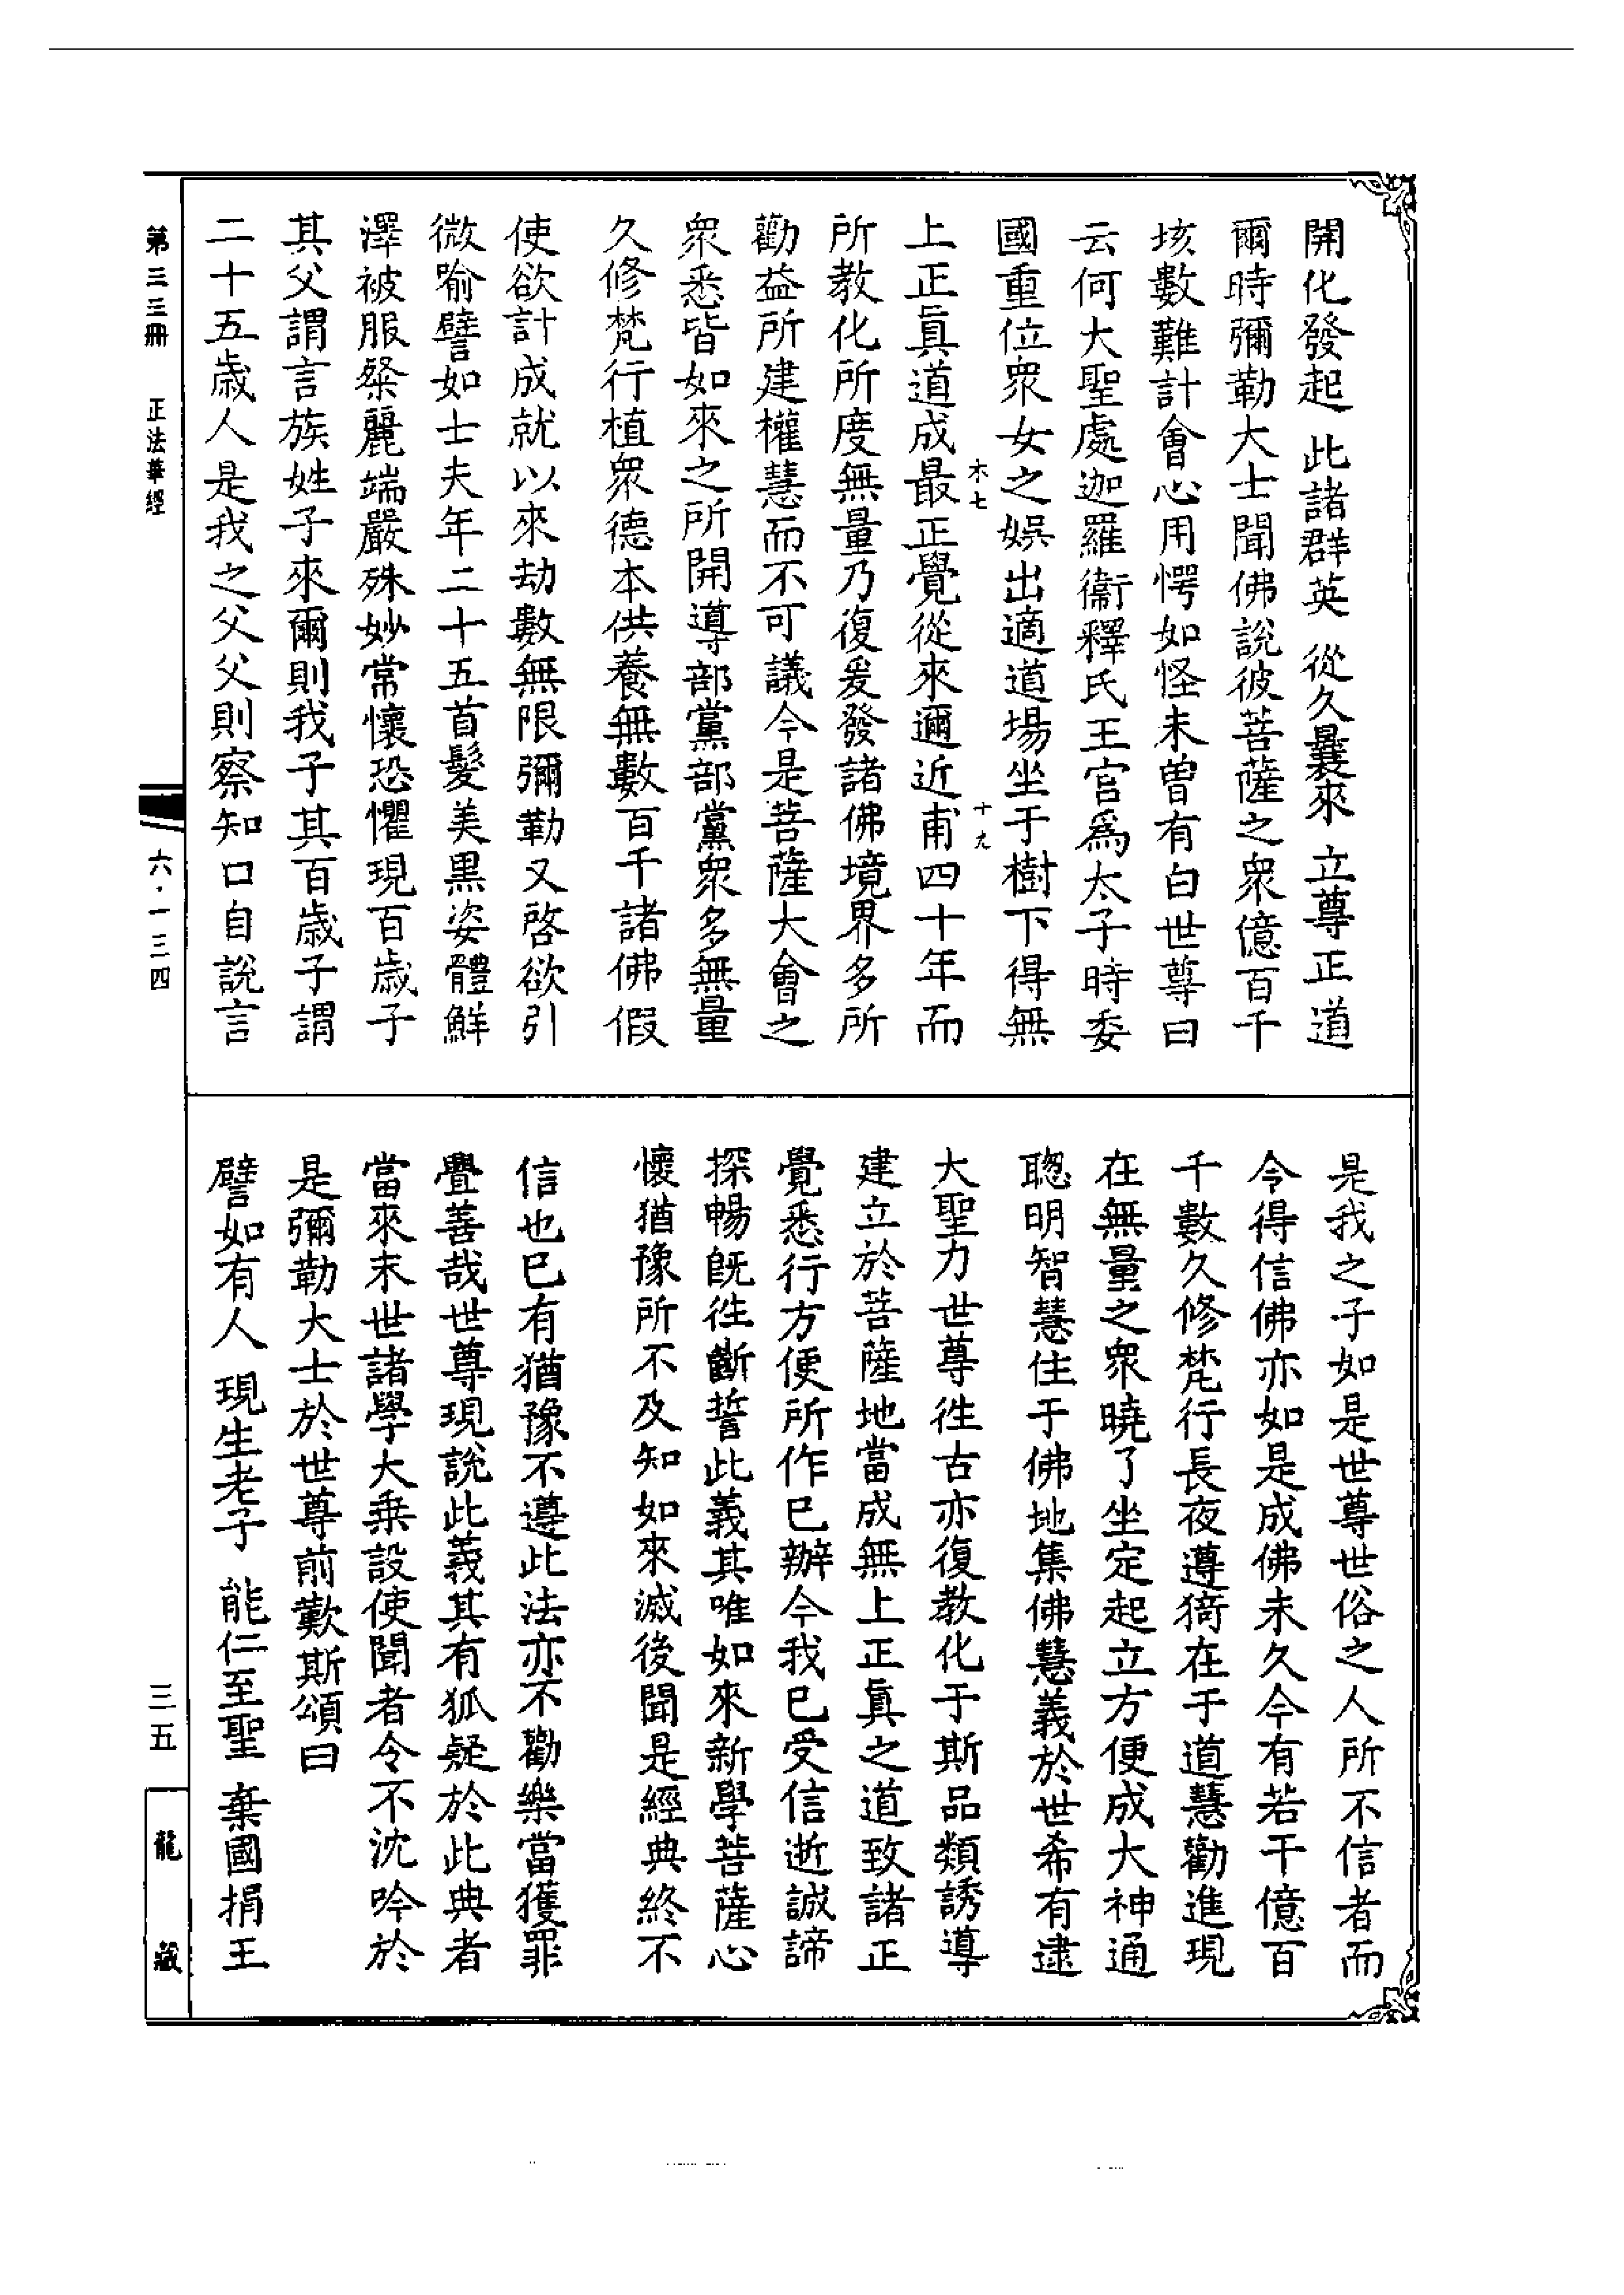 開化發起　此諸群英　從久曩來　立尊正道
爾時彌勒大士聞佛說彼菩薩之衆億百千
垓數難計會心用愕如怪未曽有白世尊曰
云何大聖處迦羅衞釋氏王宫爲太子時委
國重位衆女之娛出適道場坐于樹下得無
木七
十九
上正眞道成最正覺從來邇近甫四十年而
所教化所度無量乃復爰發諸佛境界多所
勸益所建權慧而不可議今是菩薩大會之
衆悉皆如來之所開導部黨部黨衆多無量
久修梵行植衆德本供養無數百千諸佛假
使欲計成就以來劫數無限彌勒又啓欲引
微喻譬如士夫年二十五首髮美黒姿體鮮
澤被服粲麗端嚴殊妙常懷恐懼現百歳子
其父謂言族姓子來爾則我子其百歳子謂
二十五歳人是我之父父則察知口自說言
是我之子如是世尊世俗之人所不信者而
今得信佛亦如是成佛未久今有若干億百
千數久修梵行長夜遵猗在于道慧勸進現
在無量之衆曉了坐定起立方便成大神通
聰明智慧住于佛地集佛慧義於世希有逮
大聖力世尊徃古亦復教化于斯品類誘導
建立於菩薩地當成無上正眞之道致諸正
覺悉行方便所作已辦今我已受信逝誠諦
探暢旣徃斷誓此義其唯如來新學菩薩心
懷猶豫所不及知如來滅後聞是經典終不
信也已有猶豫不遵此法亦不勸樂當獲罪
舋善哉世尊現說此義其有狐疑於此典者
當來末世諸學大乗設使聞者令不沈吟於
是彌勒大士於世尊前歎斯頌曰
譬如有人　現生老子　能仁至聖　棄國捐王
第三三冊　正法華經
六·一三四
三五
龍藏